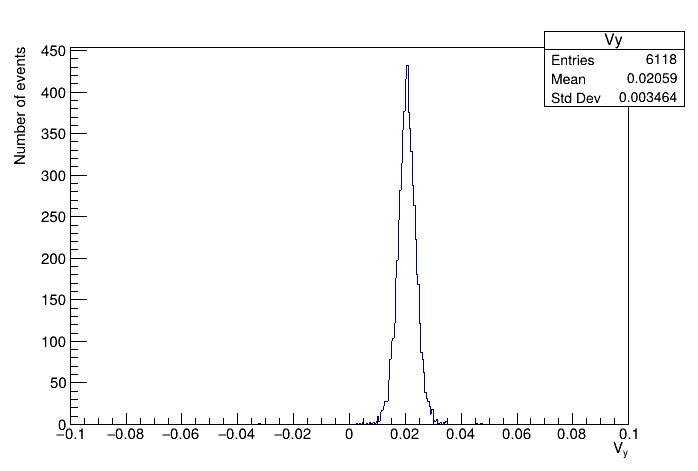 Vy
Entries 6118
Mean 0.02059
Std Dev 0.003464
Number of events
450
400
350
300
250
200
150
100
50
0
−0.1 −0.08 −0.06 −0.04 −0.02 0 0.02 0.04 0.06 0.08 0.1
Vy